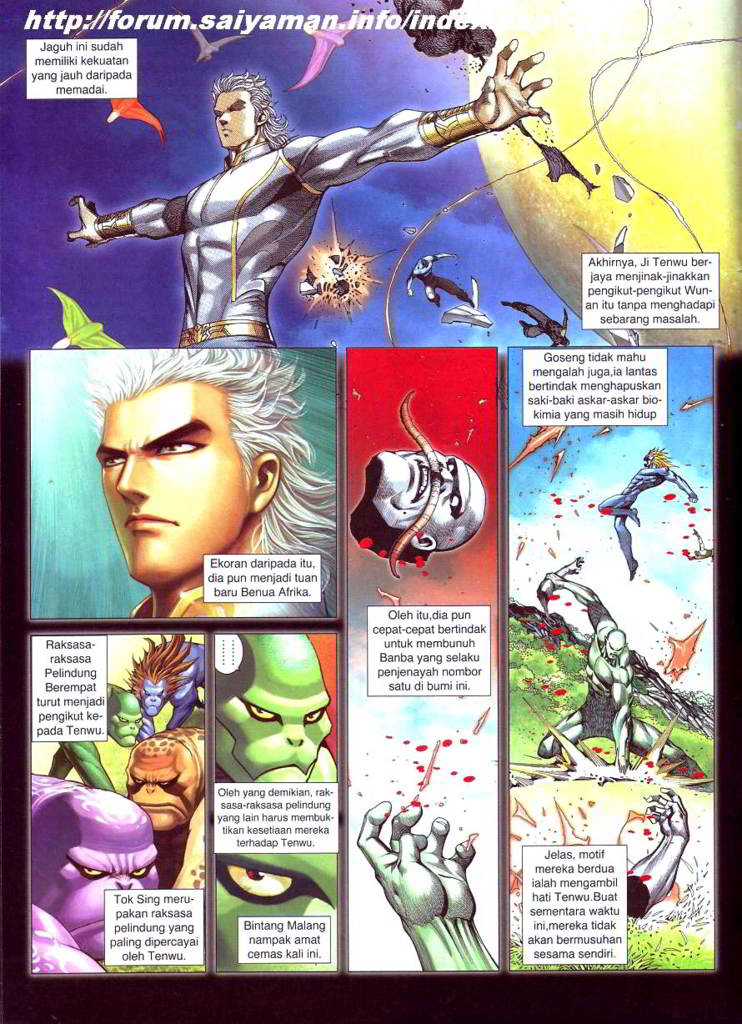 http://forum.saiyaman.info/index
Jaguh ini sudah
memiliki kekuatan
yang jauh daripada
memadai.
Akhirnya, Ji Tenwu ber-
jaya menjinak-jinakkan
pengikut-pengikut Wun-
an itu tanpa menghadapi
sebarang masalah.
Ekoran daripada itu,
dia pun menjadi tuan
baru Benua Afrika.
Oleh itu,dia pun
cepat-cepat bertindak
untuk membunuh
Banba yang selaku
penjenayah nombor
satu di bumi ini.
Goseng tidak mahu
mengalah juga,ia lantas
bertindak menghapuskan
saki-baki askar-askar bio-
kimia yang masih hidup
Raksasa-
raksasa
Pelindung
Berempat
turut menjadi
pengikut ke-
pada Tenwu.
Tok Sing meru-
pakan raksasa
pelindung yang
paling dipercayai
oleh Tenwu.
......
Oleh yang demikian, rak-
sasa-raksasa pelindung
yang lain harus membuk-
tikan kesetiaan mereka
terhadap Tenwu.
Bintang Malang
nampak amat
cemas kali ini.
Jelas, motif
mereka berdua
ialah mengambil
hati Tenwu.Buat
sementara waktu
ini,mereka tidak
akan bermusuhan
sesama sendiri.